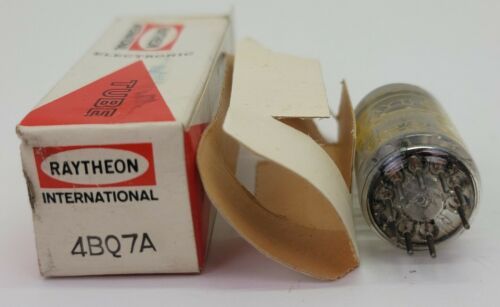 RAYTHEON
ELECTRONIC
TUBE
RAYTHEON
INTERNATIONAL
4BQ7A